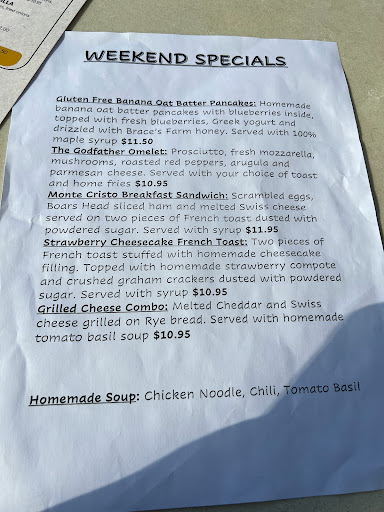 WEEKEND SPECIALS
Gluten Free Banana Oat Batter Pancakes: Homemade
banana oat batter pancakes with blueberries inside,
topped with fresh blueberries, Greek yogurt and
drizzled with Brace's Farm honey. Served with 100%
maple syrup $11.50
The Godfather Omelet: Prosciutto, fresh mozzarella,
mushrooms, roasted red peppers, arugula and
parmesan cheese. Served with your choice of toast
and home fries $10.95
Monte Cristo Breakfast Sandwich: Scrambled eggs,
Boars Head sliced ham and melted Swiss cheese
served on two pieces of French toast dusted with
powdered sugar. Served with syrup $11.95
Strawberry Cheesecake French Toast: Two pieces of
French toast stuffed with homemade cheesecake
filling. Topped with homemade strawberry compote
and crushed graham crackers dusted with powdered
sugar. Served with syrup $10.95
Grilled Cheese Combo: Melted Cheddar and Swiss
cheese grilled on Rye bread. Served with homemade
tomato basil soup $10.95
Homemade Soup: Chicken Noodle, Chili, Tomato Basil